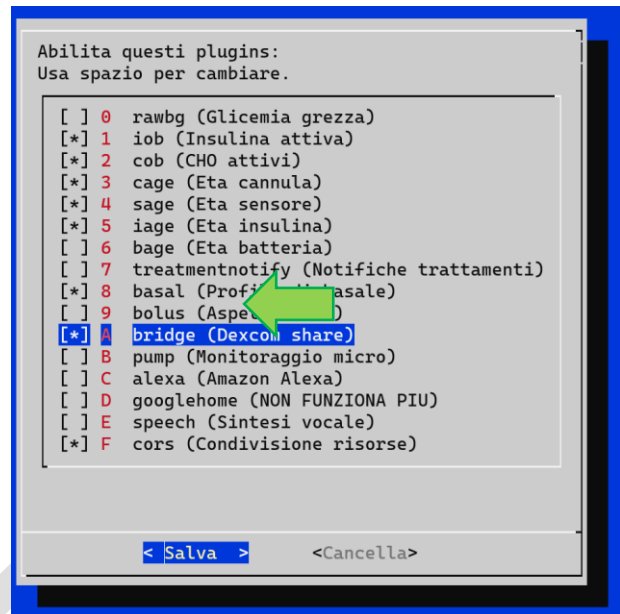 Abilita questi plugins:
Usa spazio per cambiare.
[ ] 0 rawbg (Glicemia grezza)
[*] 1 iob (Insulina attiva)
[*] 2 cob (CHO attivi)
[*] 3 cage (Eta cannula)
[*] 4 sage (Eta sensore)
[*] 5 iage (Eta insulina)
[ ] 6 bage (Eta batteria)
[ ] 7 treatmentnotify (Notifiche trattamenti)
[*] 8 basal basale)
[ ] 9 bolus
[*] A bridge (Dexcom share)
[ ] B pump (Monitoraggio micro)
[ ] C alexa (Amazon Alexa)
[ ] D googlehome (NON FUNZIONA PIU)
[ ] E speech (Sintesi vocale)
[*] F cors (Condivisione risorse)
< Salva > <Cancella>